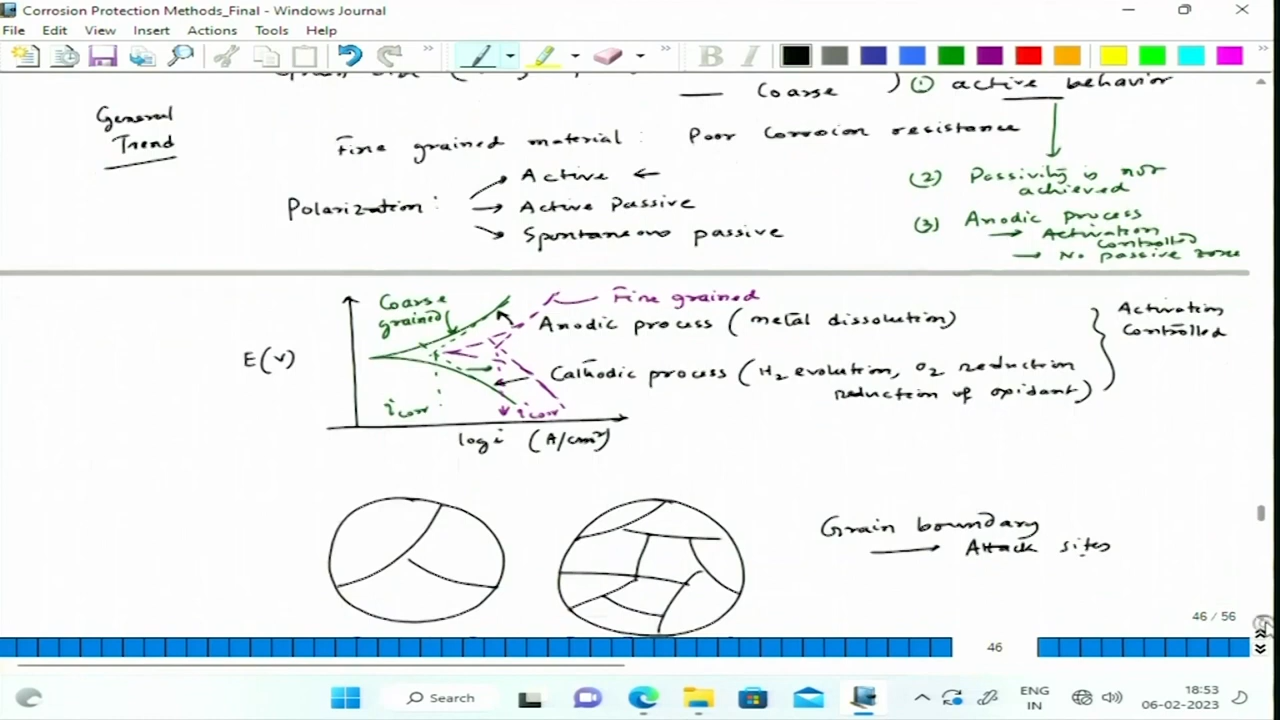 Corrosion Protection Methods_Final - Windows Journal
File Edit View Insert Actions Tools Help
Coarse ) ① active behavior
General
Trend
Fine grained material : Poor Corrosion resistance
Polarization :
Active ←
Active Passive
Spontaneous passive
(2) Passivity is not
achieved
(3) Anodic process
→ Activation
Controlled
→ No passive zone
Coarse
grained
Fine grained
Anodic process (metal dissolution)
Cathodic process (H2 evolution, O2 reduction
reduction of oxidant)
Activation
Controlled
E(V)
icorr
icorr
log i (A/cm²)
Grain boundary
→ Attack sites
46 / 56
46
Search
ENG
IN
18:53
06-02-2023